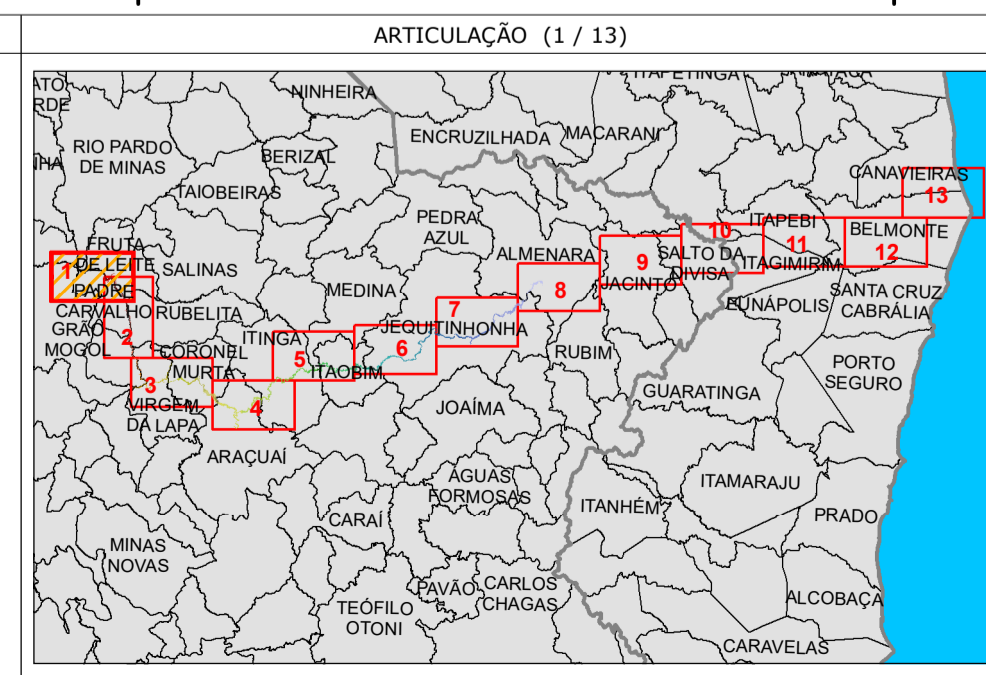 ARTICULAÇÃO (1 / 13)
ATO
RDE
NINHEIRA
ITAPETINGA
ENCRUZILHADA
MACARANI
RIO PARDO
DE MINAS
NHA
BERIZAL
TAIOBEIRAS
CANAVIEIRAS
13
PEDRA
AZUL
ITAPEBI
10
BELMONTE
12
11
FRUTA
DE LEITE
1
SALINAS
ALMENARA
9
SALTO DA
DIVISA
ITAGIMIRIM
PADRE
CARVALHO
RUBELITA
MEDINA
8
JACINTO
SANTA CRUZ
CABRÁLIA
EUNÁPOLIS
7
GRÃO
MOGOL
2
ITINGA
JEQUITINHONHA
CORONEL
MURTA
5
6
ITAOBIM
RUBIM
PORTO
SEGURO
3
VIRGEM
DA LAPA
4
JOAÍMA
GUARATINGA
ARAÇUAÍ
ÁGUAS
FORMOSAS
ITAMARAJU
ITANHÉM
PRADO
CARAÍ
MINAS
NOVAS
PAVÃO
CARLOS
CHAGAS
ALCOBAÇA
TEÓFILO
OTONI
CARAVELAS